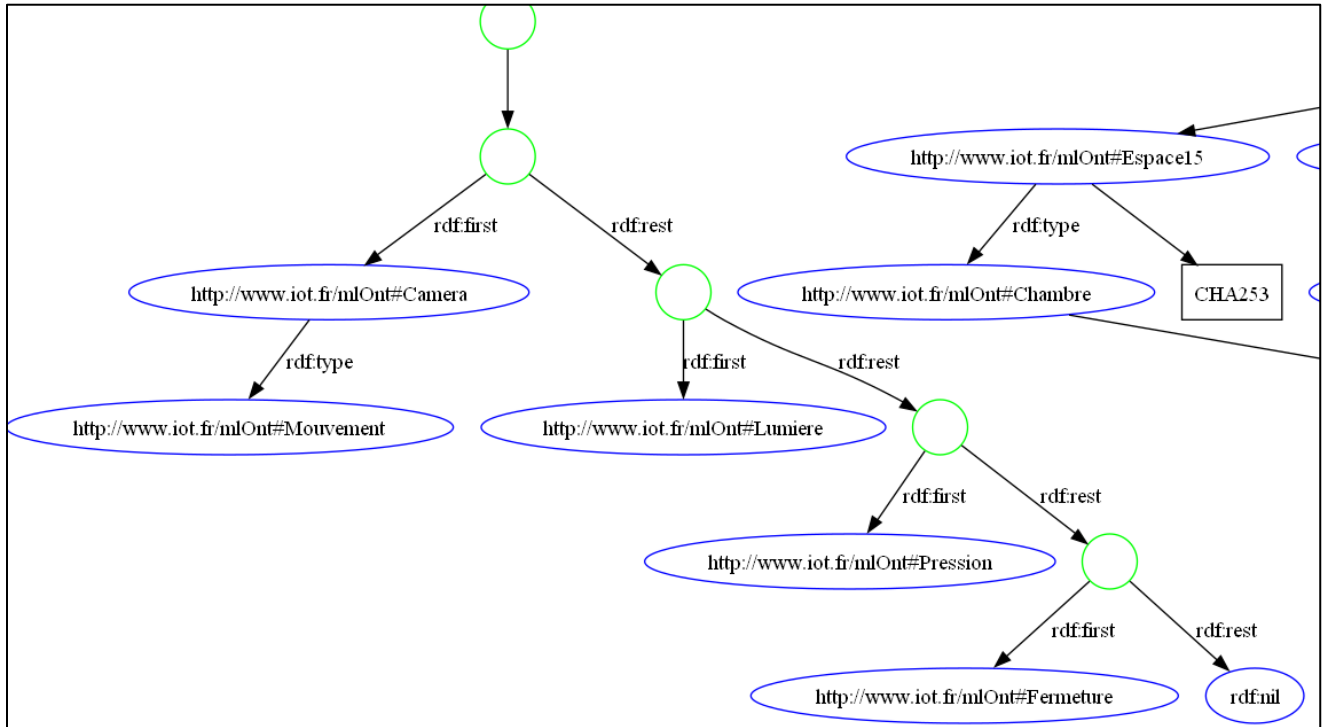 http://www.iot.fr/mlOnt#Espace15
rdf:first
rdf:rest
rdf:type
http://www.iot.fr/mlOnt#Camera
http://www.iot.fr/mlOnt#Chambre
CHA253
rdf:type
rdf:first
rdf:rest
http://www.iot.fr/mlOnt#Mouvement
http://www.iot.fr/mlOnt#Lumiere
rdf:first
rdf:rest
http://www.iot.fr/mlOnt#Pression
rdf:first
rdf:rest
http://www.iot.fr/mlOnt#Fermeture
rdf:nil